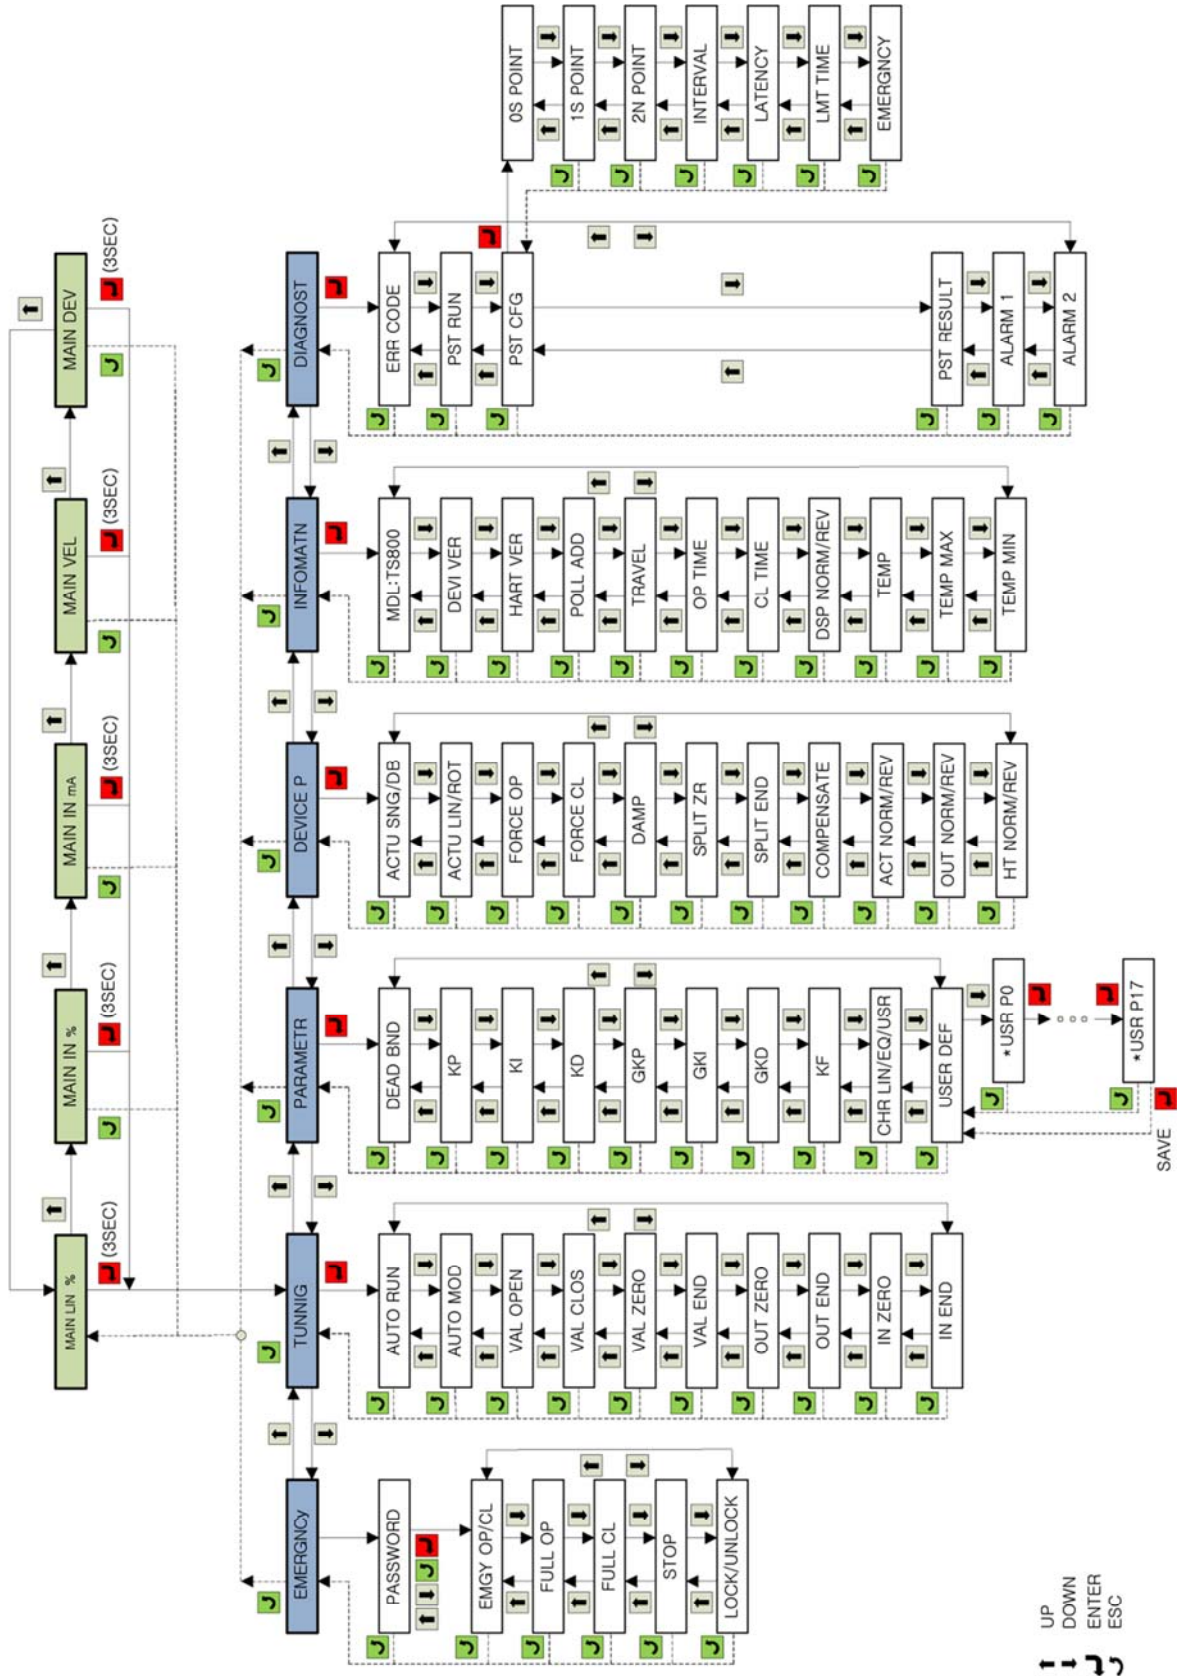 MAIN LIN %
MAIN IN %
MAIN IN mA
MAIN VEL
MAIN DEV
(3SEC)
(3SEC)
(3SEC)
(3SEC)
(3SEC)
EMERGNCy
TUNNIG
PARAMETR
DEVICE P
INFOMATN
DIAGNOST
PASSWORD
EMGY OP/CL
FULL OP
FULL CL
STOP
LOCK/UNLOCK
AUTO RUN
AUTO MOD
VAL OPEN
VAL CLOS
VAL ZERO
VAL END
OUT ZERO
OUT END
IN ZERO
IN END
DEAD BND
KP
KI
KD
GKP
GKI
GKD
KF
CHR LIN/EQ/USR
USER DEF
*USR P0
*USR P17
SAVE
ACTU SNG/DB
ACTU LIN/ROT
FORCE OP
FORCE CL
DAMP
SPLIT ZR
SPLIT END
COMPENSATE
ACT NORM/REV
OUT NORM/REV
HT NORM/REV
MDL:TS800
DEVI VER
HART VER
POLL ADD
TRAVEL
OP TIME
CL TIME
DSP NORM/REV
TEMP
TEMP MAX
TEMP MIN
ERR CODE
PST RUN
PST CFG
PST RESULT
ALARM 1
ALARM 2
0S POINT
1S POINT
2N POINT
INTERVAL
LATENCY
LMT TIME
EMERGNCY
UP
DOWN
ENTER
ESC